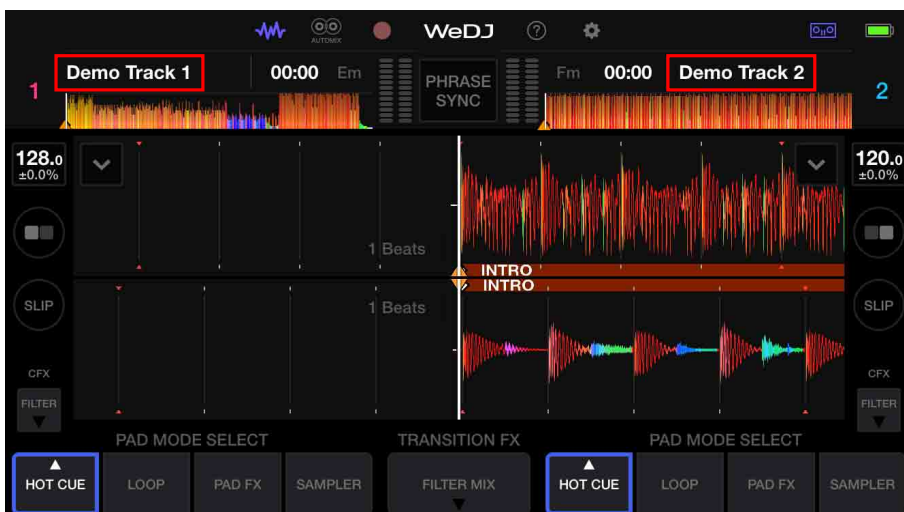 AUTOMIX WeDJ ?
1 Demo Track 1 00:00 Em PHRASE SYNC Fm 00:00 Demo Track 2 2
128.0 ±0.0% 120.0 ±0.0%
1 Beats
INTRO
INTRO
SLIP 1 Beats SLIP
CFX CFX
FILTER FILTER
PAD MODE SELECT TRANSITION FX PAD MODE SELECT
HOT CUE LOOP PAD FX SAMPLER FILTER MIX HOT CUE LOOP PAD FX SAMPLER